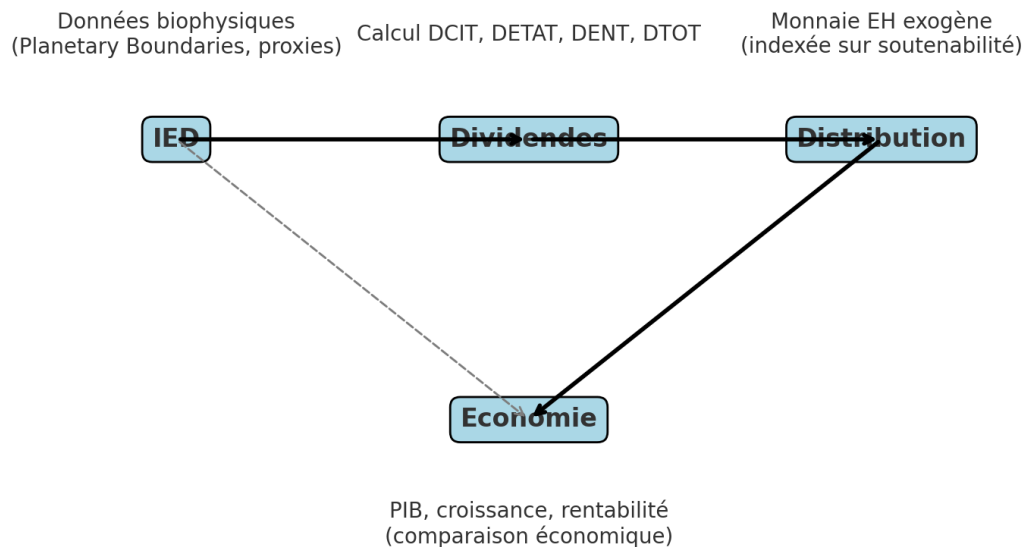 Données biophysiques
(Planetary Boundaries, proxies)
Calcul DCIT, DETAT, DENT, DTOT
Monnaie EH exogène
(indexée sur soutenabilité)
IED
Dividendes
Distribution
Economie
PIB, croissance, rentabilité
(comparaison économique)